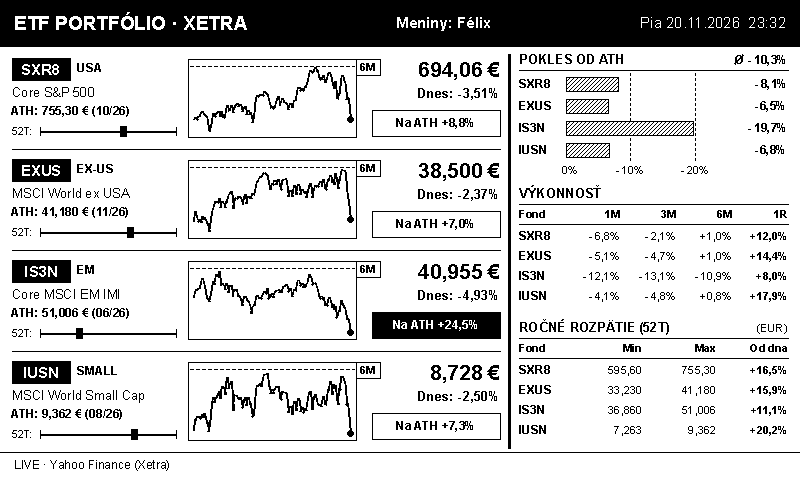 ETF PORTFÓLIO · XETRA
Meniny: Félix
Pia 20.11.2026 23:32
SXR8 USA
Core S&P 500
ATH: 755,30 € (10/26)
52T:
6M
694,06 €
Dnes: -3,51%
Na ATH +8,8%
EXUS EX-US
MSCI World ex USA
ATH: 41,180 € (11/26)
52T:
6M
38,500 €
Dnes: -2,37%
Na ATH +7,0%
IS3N EM
Core MSCI EM IMI
ATH: 51,006 € (06/26)
52T:
6M
40,955 €
Dnes: -4,93%
Na ATH +24,5%
IUSN SMALL
MSCI World Small Cap
ATH: 9,362 € (08/26)
52T:
6M
8,728 €
Dnes: -2,50%
Na ATH +7,3%
POKLES OD ATH Ø -10,3%
SXR8 -8,1%
EXUS -6,5%
IS3N -19,7%
IUSN -6,8%
0% -10% -20%
VÝKONNOSŤ
Fond 1M 3M 6M 1R
SXR8 -6,8% -2,1% +1,0% +12,0%
EXUS -5,1% -4,7% +1,0% +14,4%
IS3N -12,1% -13,1% -10,9% +8,0%
IUSN -4,1% -4,8% +0,8% +17,9%
ROČNÉ ROZPÄTIE (52T) (EUR)
Fond Min Max Od dna
SXR8 595,60 755,30 +16,5%
EXUS 33,230 41,180 +15,9%
IS3N 36,860 51,006 +11,1%
IUSN 7,263 9,362 +20,2%
LIVE · Yahoo Finance (Xetra)